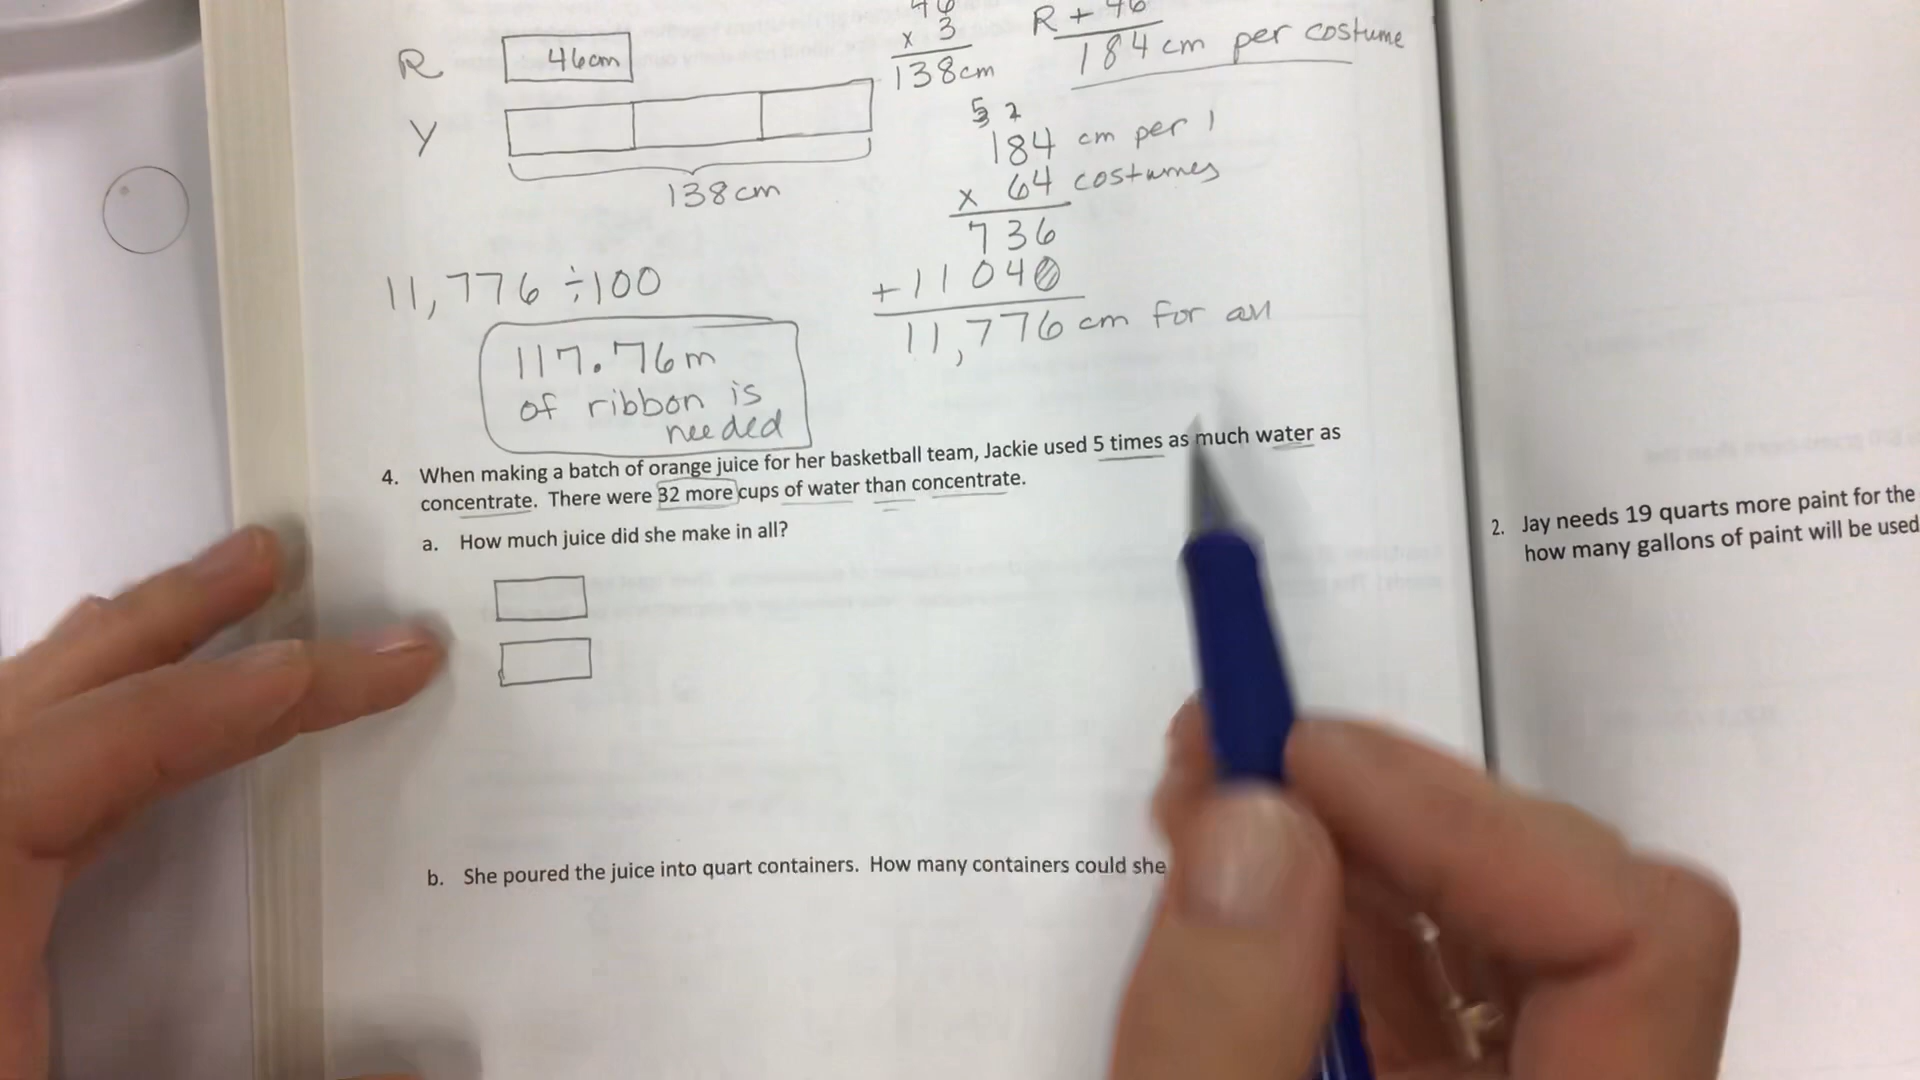 46
x 3
138cm
R + 46
184 cm per costume
R 46cm
Y
138cm
5 2
3
184 cm per 1
x 64 costumes
736
+11040
11,776 cm for all
11,776 ÷100
117.76m
of ribbon is
needed
4. When making a batch of orange juice for her basketball team, Jackie used 5 times as much water as
concentrate. There were 32 more cups of water than concentrate.
a. How much juice did she make in all?
b. She poured the juice into quart containers. How many containers could she
2. Jay needs 19 quarts more paint for the
how many gallons of paint will be used